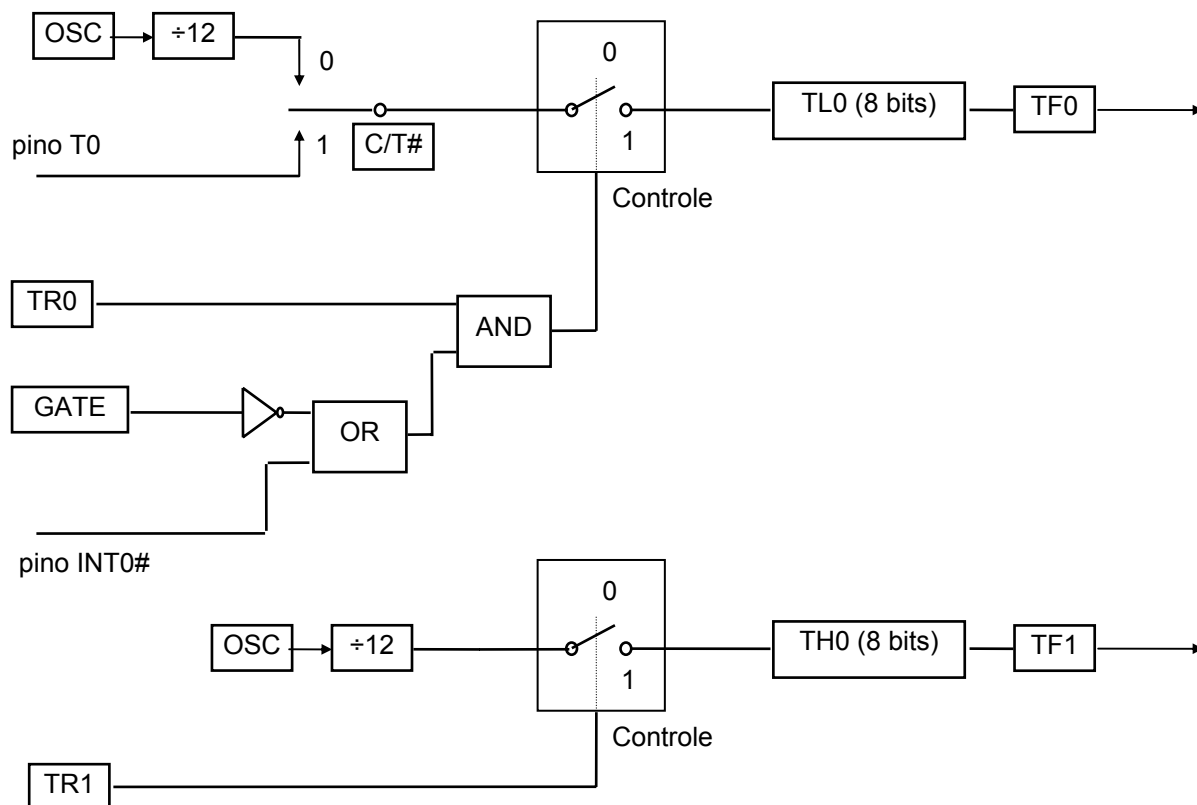 OSC
÷12
0
1
pino T0
C/T#
0
1
Controle
TL0 (8 bits)
TF0
TR0
AND
GATE
OR
pino INT0#
OSC
÷12
0
1
Controle
TH0 (8 bits)
TF1
TR1